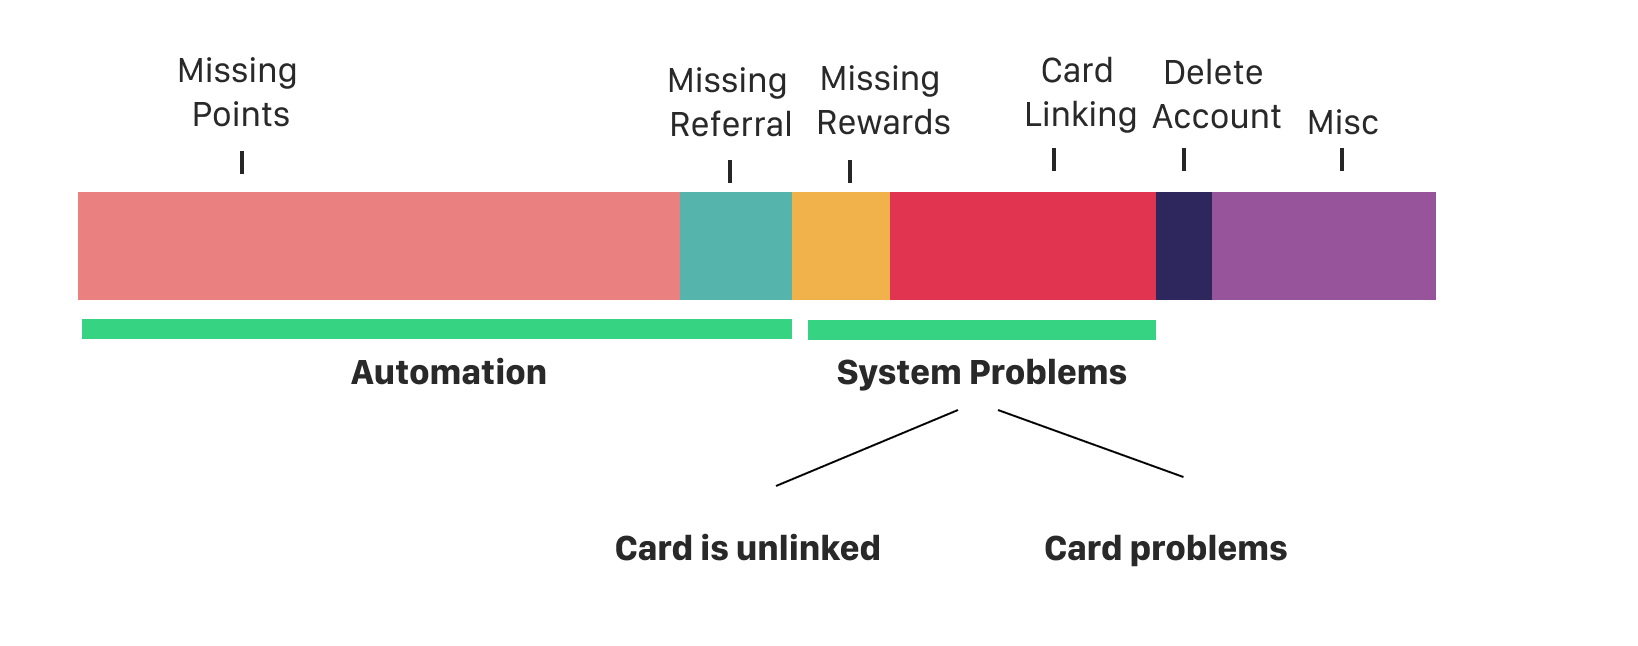 Missing
Points
Missing
Referral
Missing
Rewards
Card
Linking
Delete
Account
Misc
Automation
System Problems
Card is unlinked
Card problems